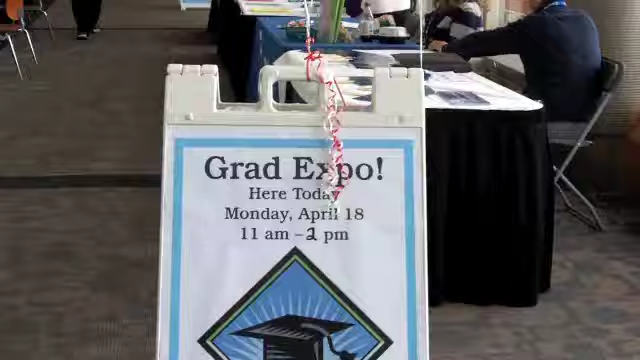 Grad Expo!
Here Today
Monday, April 18
11 am – 2 pm